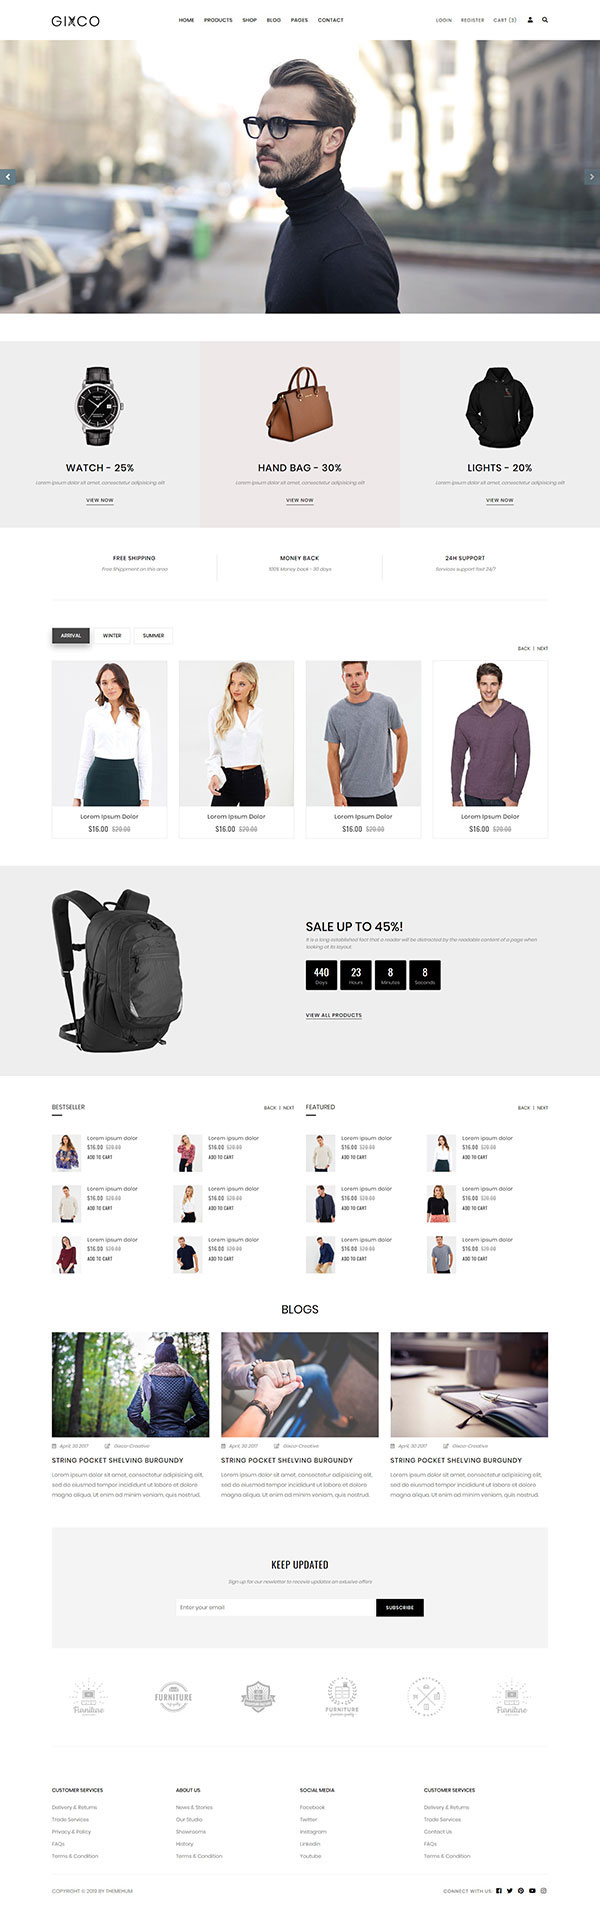 GIXCO
HOME PRODUCTS SHOP BLOG PAGES CONTACT
LOGIN REGISTER CART (3)
WATCH - 25%
Lorem ipsum dolor sit amet, consectetur adipisicing elit
VIEW NOW
HAND BAG - 30%
Lorem ipsum dolor sit amet, consectetur adipisicing elit
VIEW NOW
LIGHTS - 20%
Lorem ipsum dolor sit amet, consectetur adipisicing elit
VIEW NOW
FREE SHIPPING
Free Shippment on this area
MONEY BACK
100% Money back - 30 days
24H SUPPORT
Services support fast 24/7
ARRIVAL WINTER SUMMER
BACK | NEXT
Lorem Ipsum Dolor
$16.00 $20.00
Lorem Ipsum Dolor
$16.00 $20.00
Lorem Ipsum Dolor
$16.00 $20.00
Lorem Ipsum Dolor
$16.00 $20.00
SALE UP TO 45%!
It is a long established fact that a reader will be distracted by the readable content of a page when
looking at its layout.
440 23 8 8
Days Hours Minutes Seconds
VIEW ALL PRODUCTS
BESTSELLER
BACK | NEXT
Lorem ipsum dolor
$16.00 $20.00
ADD TO CART
Lorem ipsum dolor
$16.00 $20.00
ADD TO CART
Lorem ipsum dolor
$16.00 $20.00
ADD TO CART
Lorem ipsum dolor
$16.00 $20.00
ADD TO CART
Lorem ipsum dolor
$16.00 $20.00
ADD TO CART
Lorem ipsum dolor
$16.00 $20.00
ADD TO CART
FEATURED
BACK | NEXT
Lorem ipsum dolor
$16.00 $20.00
ADD TO CART
Lorem ipsum dolor
$16.00 $20.00
ADD TO CART
Lorem ipsum dolor
$16.00 $20.00
ADD TO CART
Lorem ipsum dolor
$16.00 $20.00
ADD TO CART
Lorem ipsum dolor
$16.00 $20.00
ADD TO CART
Lorem ipsum dolor
$16.00 $20.00
ADD TO CART
BLOGS
April, 30 2017 Gixcor-Creative
STRING POCKET SHELVING BURGUNDY
Lorem ipsum dolor sit amet, consectetur adipisicing elit,
sed do eiusmod tempor incididunt ut labors et dolore
magna aliqua. Ut enim ad minim veniam, quis nostrud.
April, 30 2017 Gixcor-Creative
STRING POCKET SHELVING BURGUNDY
Lorem ipsum dolor sit amet, consectetur adipisicing elit,
sed do eiusmod tempor incididunt ut labors et dolore
magna aliqua. Ut enim ad minim veniam, quis nostrud.
April, 30 2017 Gixcor-Creative
STRING POCKET SHELVING BURGUNDY
Lorem ipsum dolor sit amet, consectetur adipisicing elit,
sed do eiusmod tempor incididunt ut labors et dolore
magna aliqua. Ut enim ad minim veniam, quis nostrud.
KEEP UPDATED
Sign up for our newletter to recevie updates an exlusive offers
Enter your email SUBSCRIBE
Furniture
FURNITURE
FURNITURE
FURNITURE
Furniture
CUSTOMER SERVICES
Delivery & Returns
Trade Services
Privacy & Policy
FAQs
Terms & Condition
ABOUT US
News & Stories
Our Studio
Showrooms
History
Terms & Condition
SOCIAL MEDIA
Facebook
Twitter
Instagram
Linkedin
Youtube
CUSTOMER SERVICES
Delivery & Returns
Trade Services
Contact Us
FAQs
Terms & Condition
COPYRIGHT © 2019 BY THEMEHUM
CONNECT WITH US: